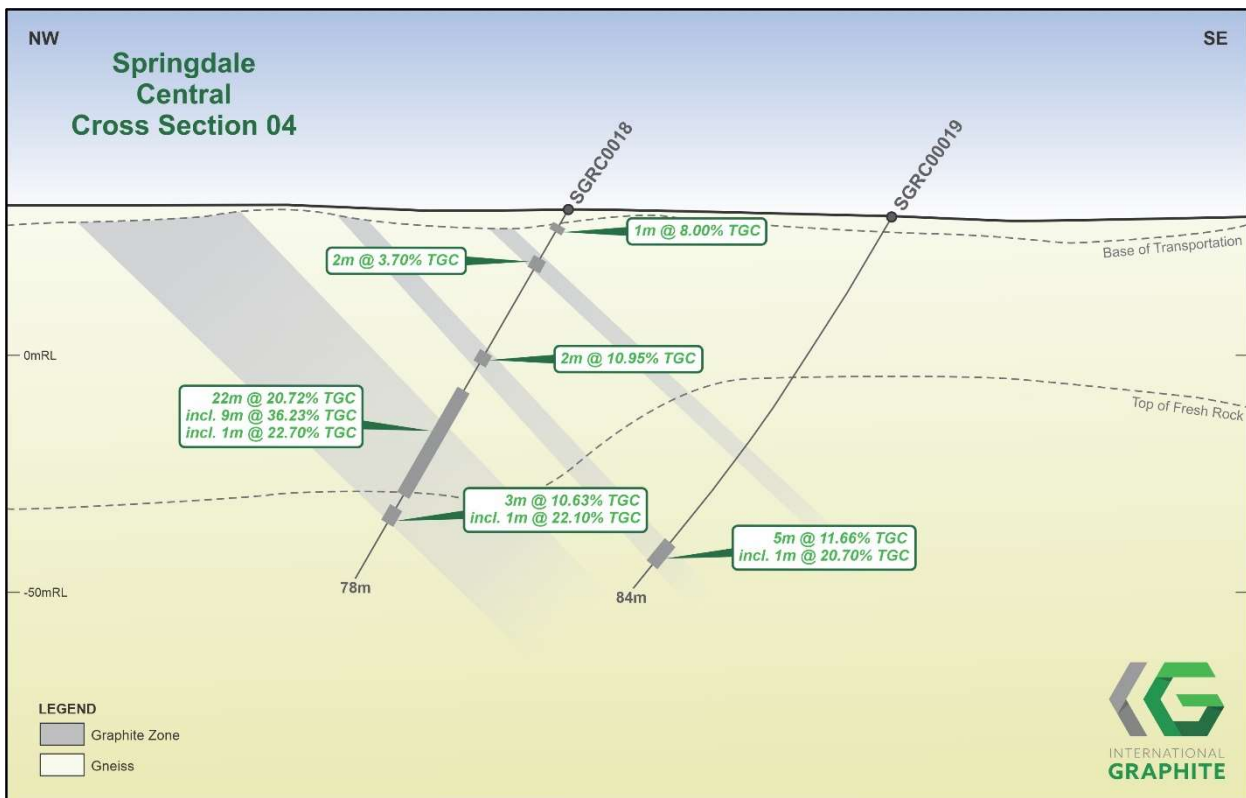 NW
SE
Springdale
Central
Cross Section 04
SGRC0018
SGRC00019
1m @ 8.00% TGC
2m @ 3.70% TGC
Base of Transportation
0mRL
2m @ 10.95% TGC
22m @ 20.72% TGC
incl. 9m @ 36.23% TGC
incl. 1m @ 22.70% TGC
Top of Fresh Rock
3m @ 10.63% TGC
incl. 1m @ 22.10% TGC
5m @ 11.66% TGC
incl. 1m @ 20.70% TGC
78m
84m
-50mRL
LEGEND
Graphite Zone
Gneiss
INTERNATIONAL
GRAPHITE